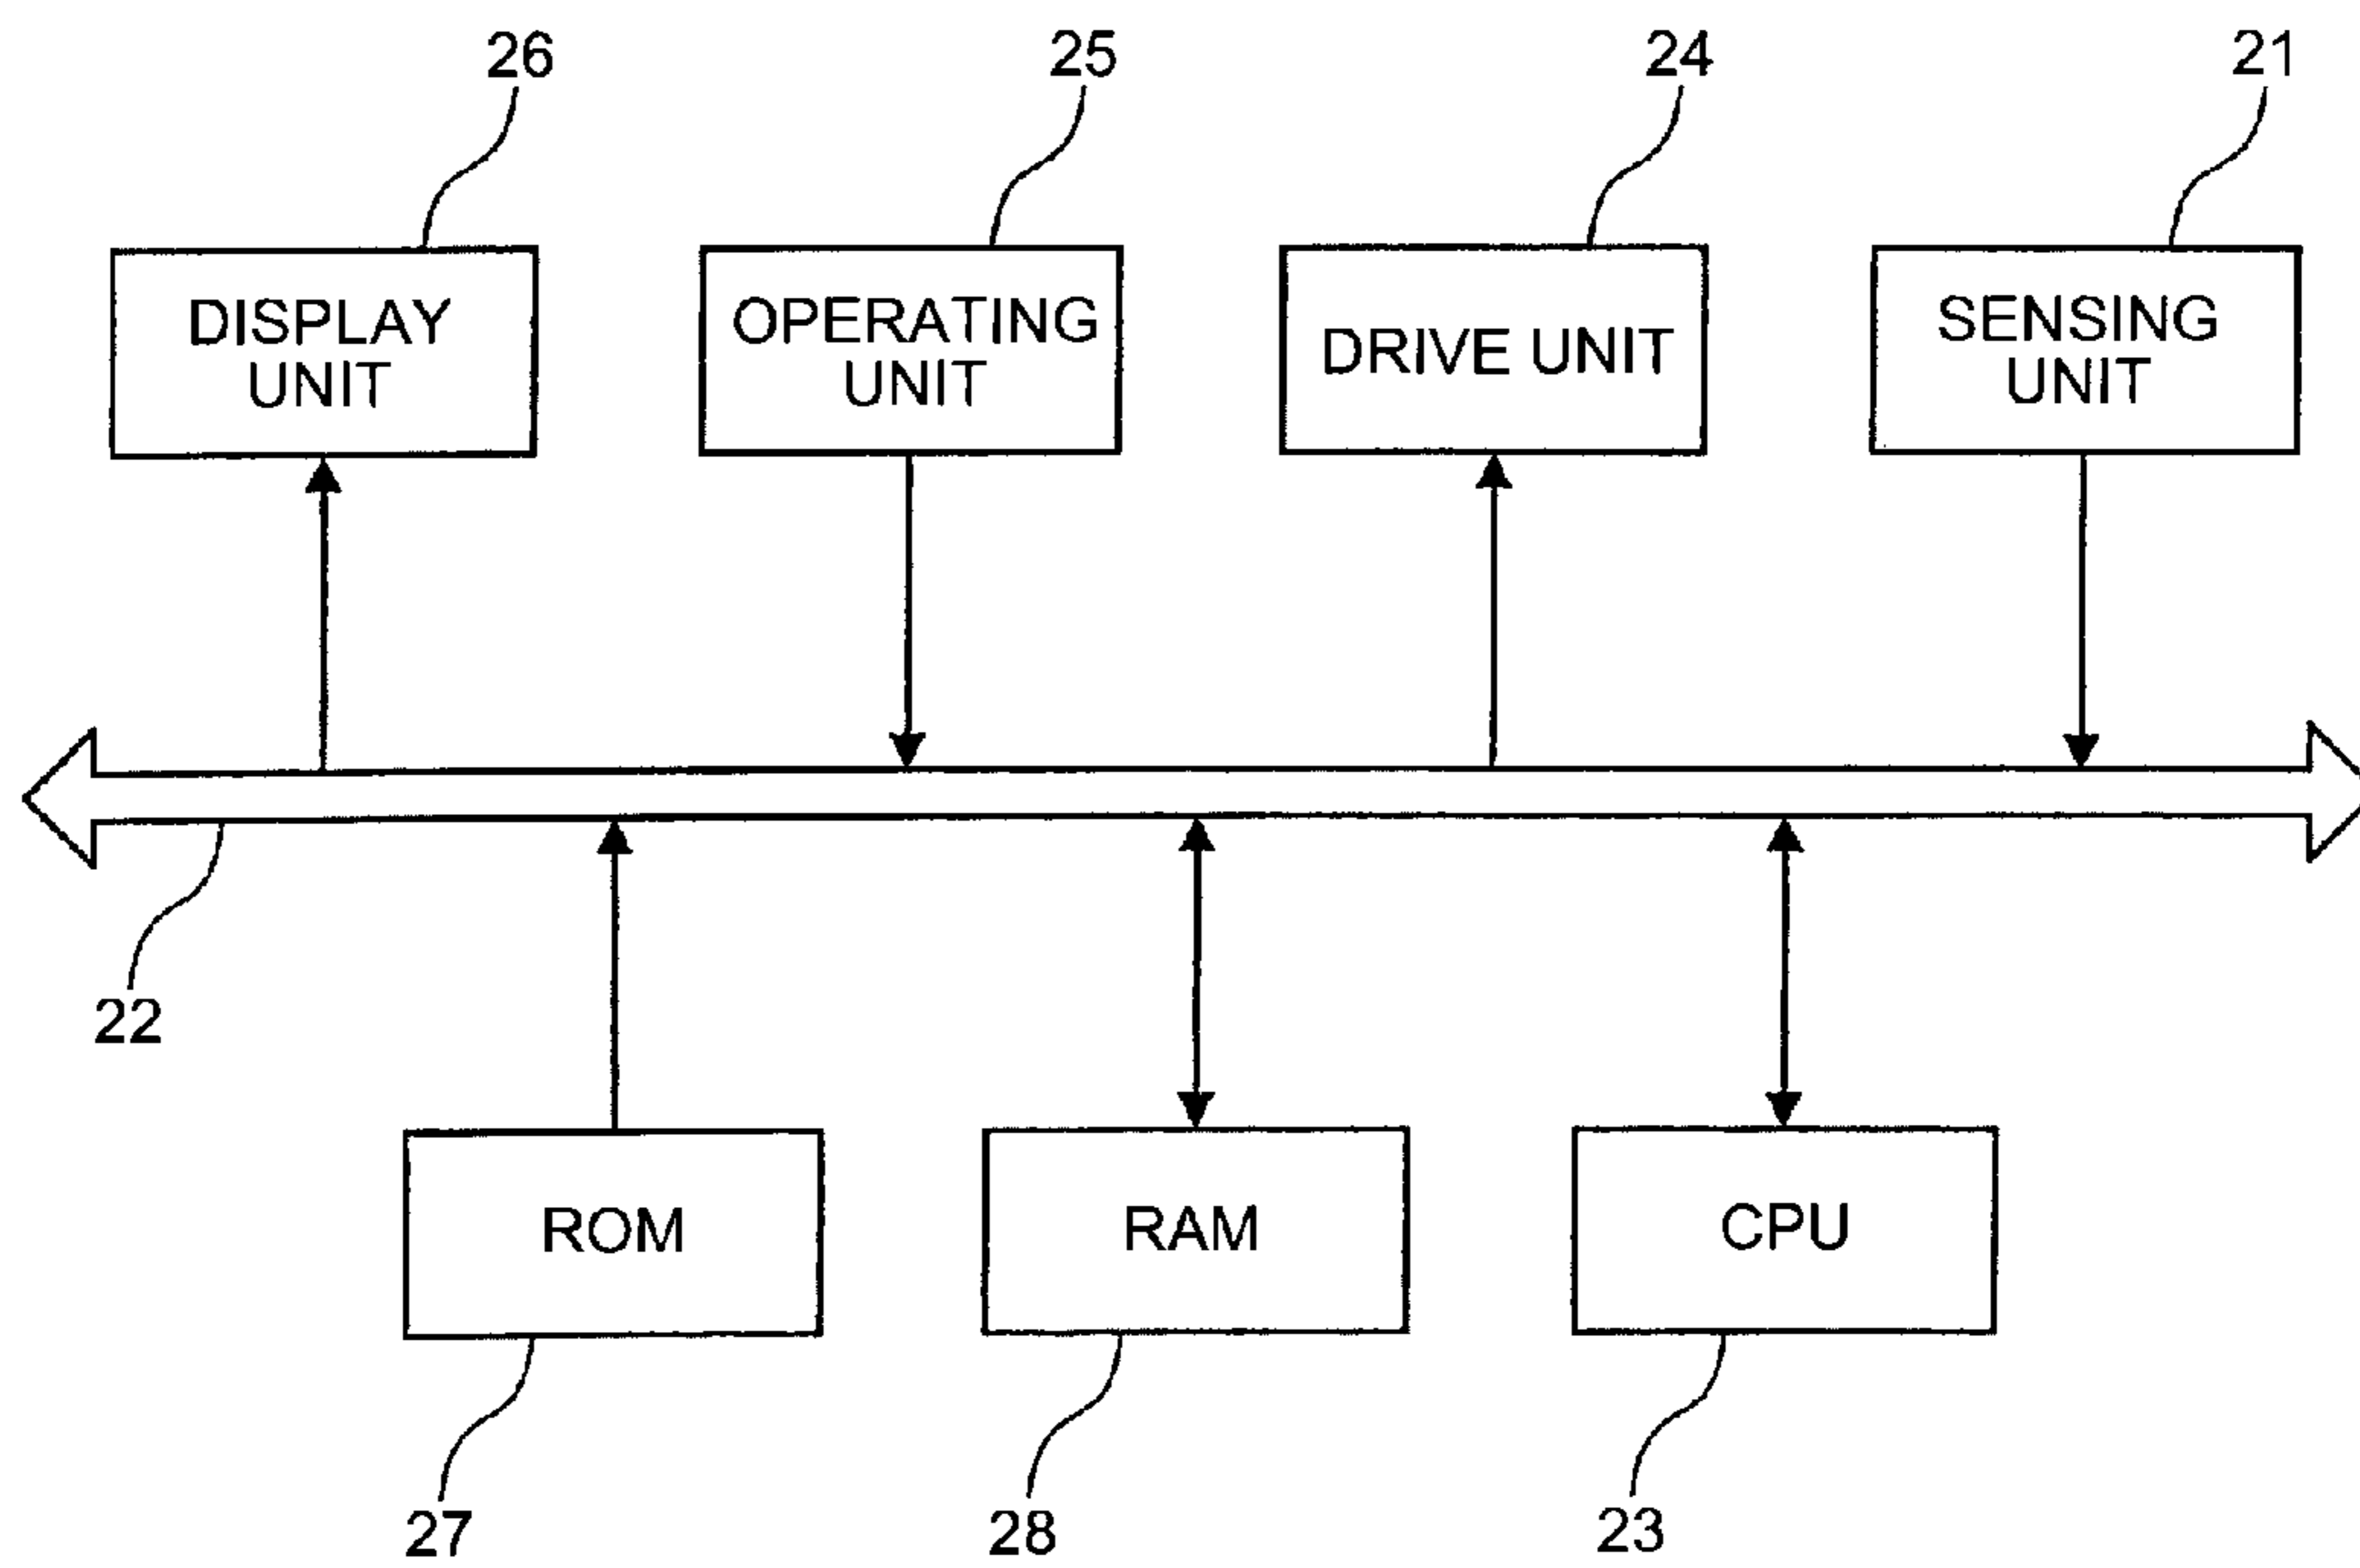 26
25
24
21
DISPLAY
UNIT
OPERATING
UNIT
DRIVE UNIT
SENSING
UNIT
22
ROM
RAM
CPU
27
28
23